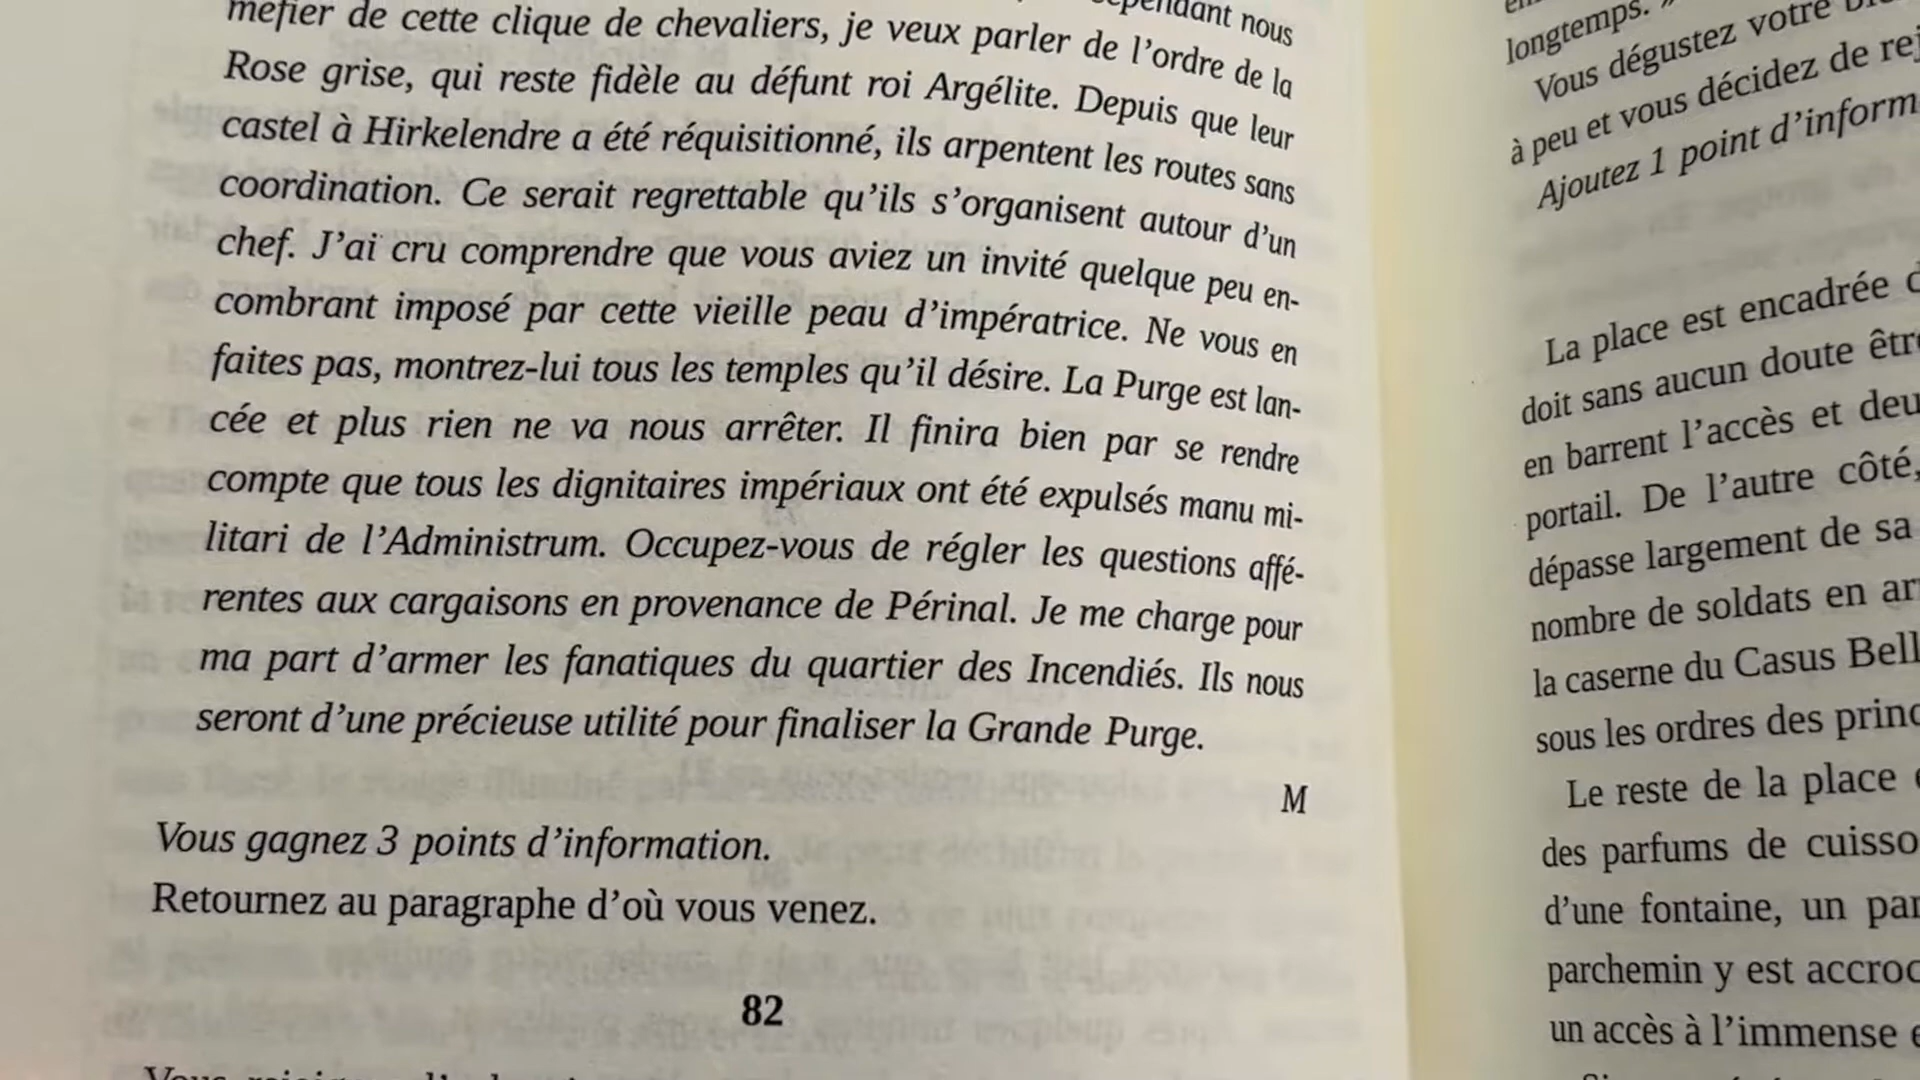 méfier de cette clique de chevaliers, je veux parler de l'ordre de la
Rose grise, qui reste fidèle au défunt roi Argélite. Depuis que leur
castel à Hirkelendre a été réquisitionné, ils arpentent les routes sans
coordination. Ce serait regrettable qu'ils s'organisent autour d'un
chef. J'ai cru comprendre que vous aviez un invité quelque peu en-
combrant imposé par cette vieille peau d'impératrice. Ne vous en
faites pas, montrez-lui tous les temples qu'il désire. La Purge est lan-
cée et plus rien ne va nous arrêter. Il finira bien par se rendre
compte que tous les dignitaires impériaux ont été expulsés manu mi-
litari de l'Administrum. Occupez-vous de régler les questions affé-
rentes aux cargaisons en provenance de Périnal. Je me charge pour
ma part d'armer les fanatiques du quartier des Incendiés. Ils nous
seront d'une précieuse utilité pour finaliser la Grande Purge.
M
Vous gagnez 3 points d'information.
Retournez au paragraphe d'où vous venez.
82
longtemps. »
Vous dégustez votre
à peu et vous décidez de
Ajoutez 1 point
La place est encadrée
doit sans aucun doute
en barrent l'accès et
portail. De l'autre côté,
dépasse largement de sa
nombre de soldats en
la caserne du Casus
sous les ordres des
Le reste de la place
des parfums de
d'une fontaine, un
parchemin y est
un accès à l'immense